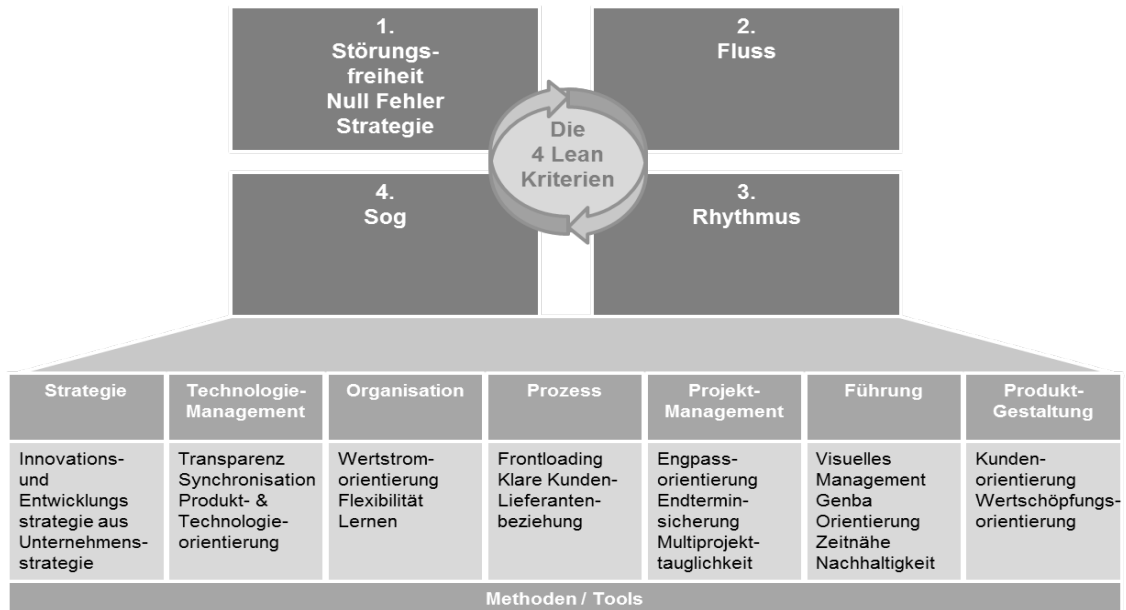 1.
Störungs-
freiheit
Null Fehler
Strategie
2.
Fluss
Die
4 Lean
Kriterien
4.
Sog
3.
Rhythmus
Strategie
Innovations-
und
Entwicklungs
strategie aus
Unternehmens-
strategie
Technologie-
Management
Transparenz
Synchronisation
Produkt- &
Technologie-
orientierung
Organisation
Wertstrom-
orientierung
Flexibilität
Lernen
Prozess
Frontloading
Klare Kunden-
Lieferanten-
beziehung
Projekt-
Management
Engpass-
orientierung
Endtermin-
sicherung
Multiprojekt-
tauglichkeit
Führung
Visuelles
Management
Genba
Orientierung
Zeitnähe
Nachhaltigkeit
Produkt-
Gestaltung
Kunden-
orientierung
Wertschöpfungs-
orientierung
Methoden / Tools